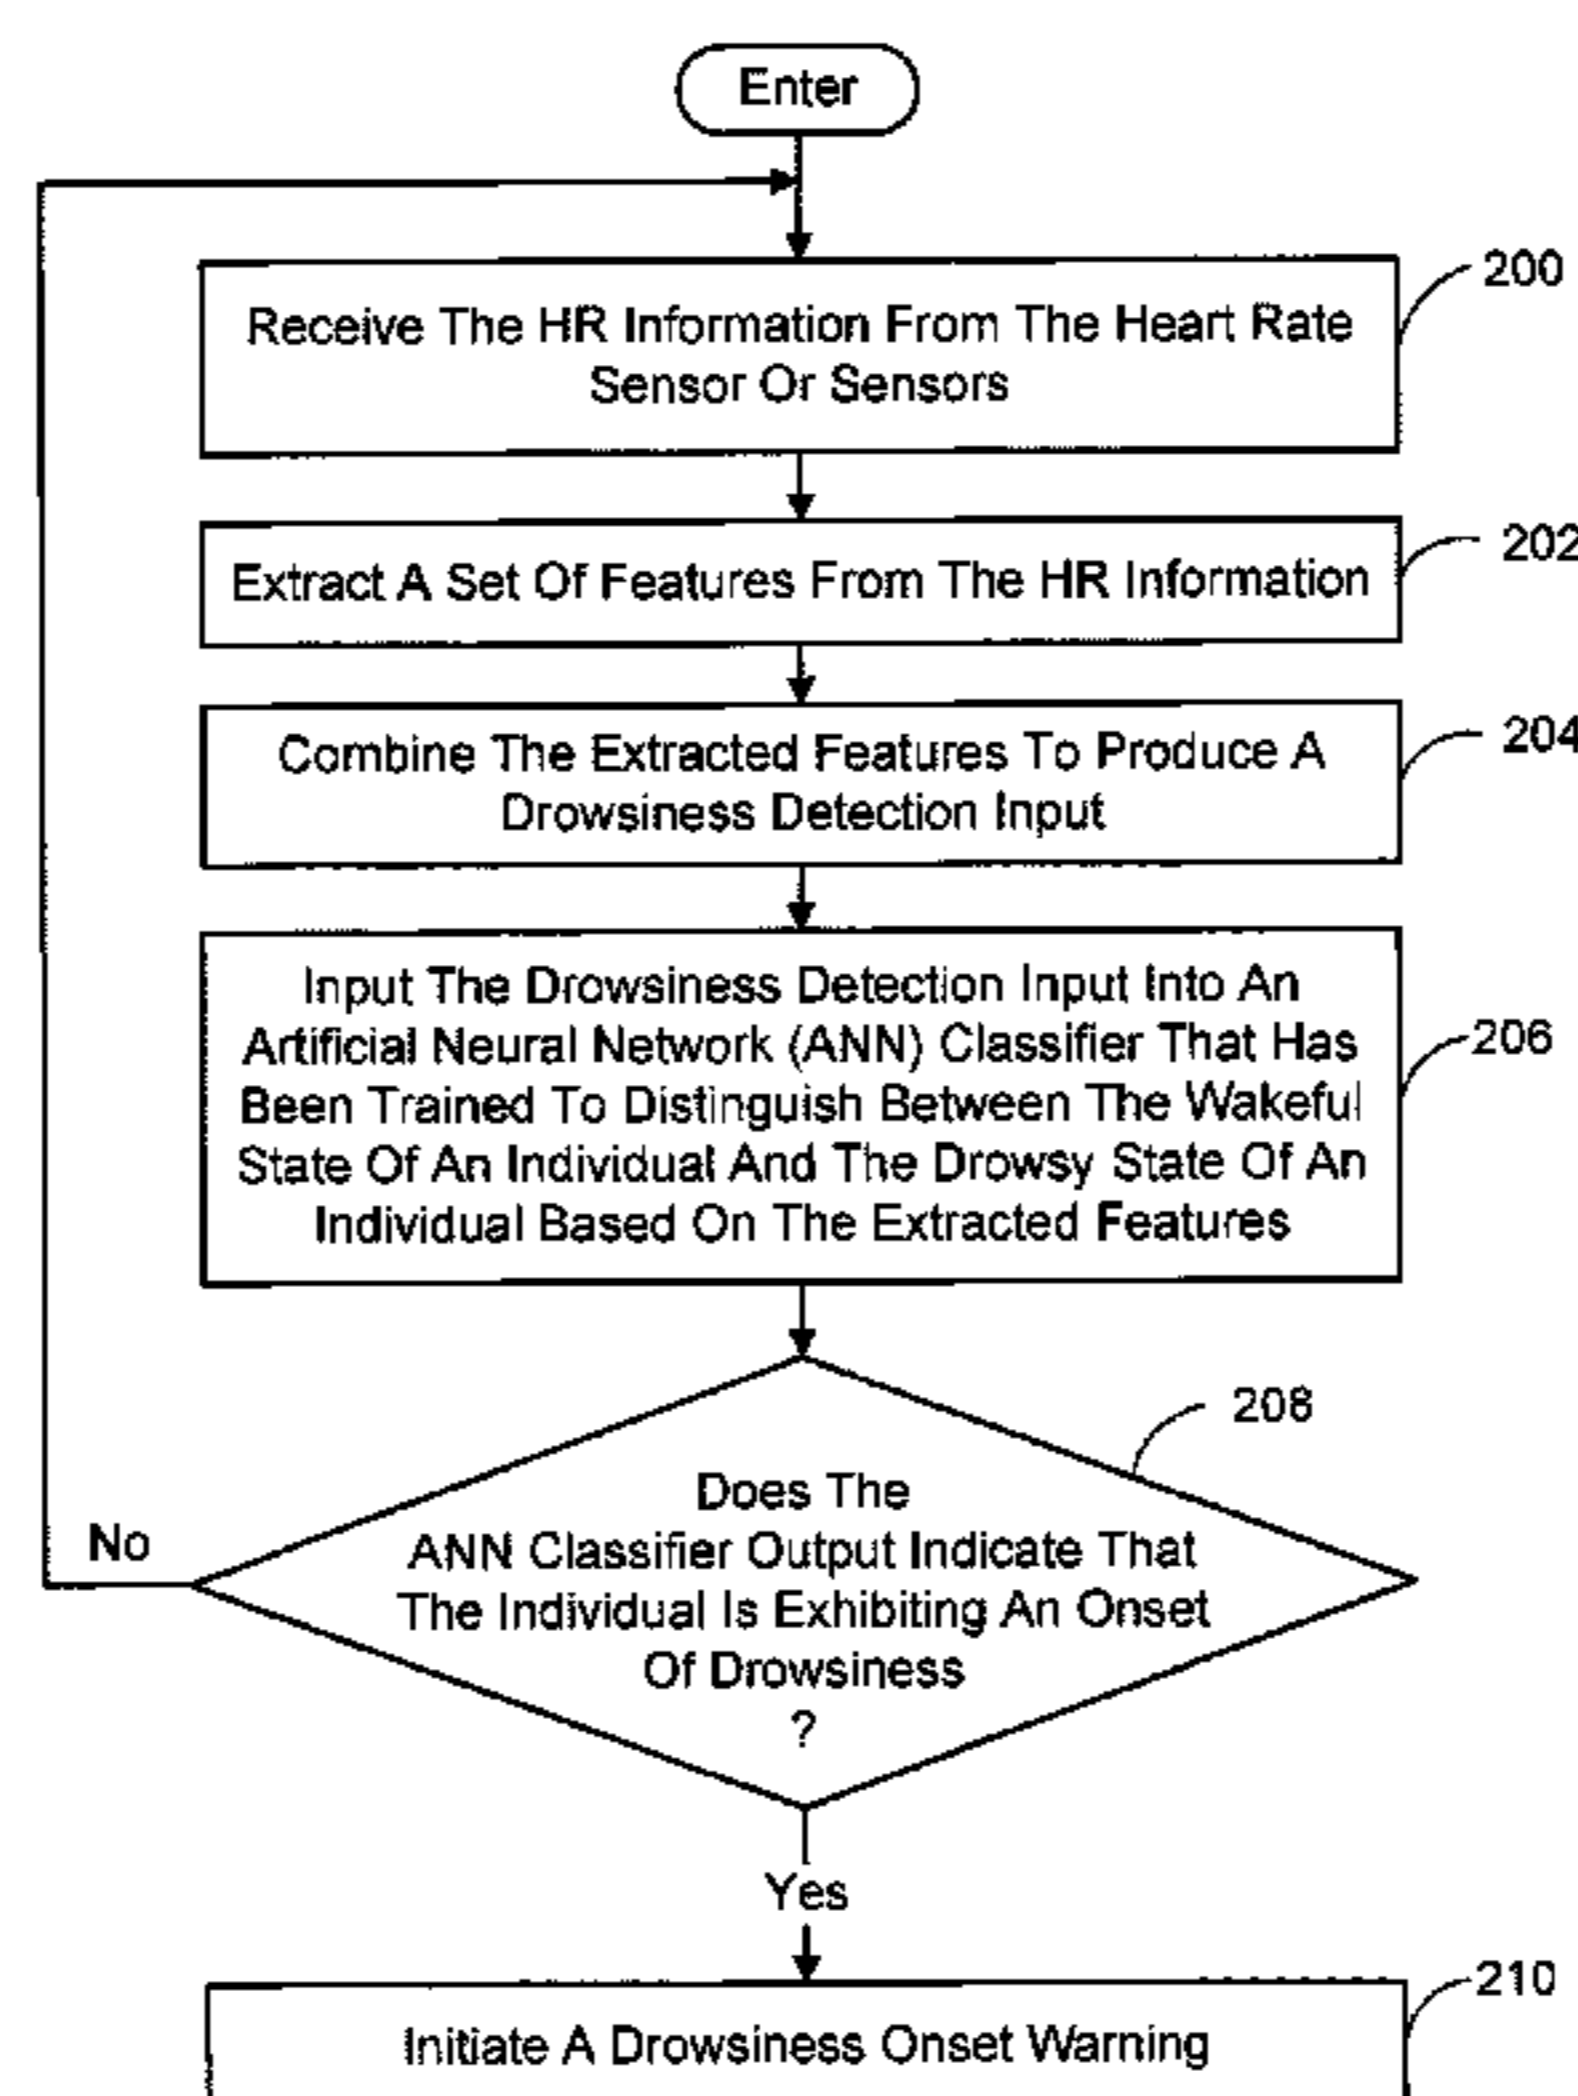 Enter
200
Receive The HR Information From The Heart Rate
Sensor Or Sensors
202
Extract A Set Of Features From The HR Information
204
Combine The Extracted Features To Produce A
Drowsiness Detection Input
206
Input The Drowsiness Detection Input Into An
Artificial Neural Network (ANN) Classifier That Has
Been Trained To Distinguish Between The Wakeful
State Of An Individual And The Drowsy State Of An
Individual Based On The Extracted Features
208
Does The
ANN Classifier Output Indicate That
The Individual Is Exhibiting An Onset
Of Drowsiness
?
No
Yes
210
Initiate A Drowsiness Onset Warning